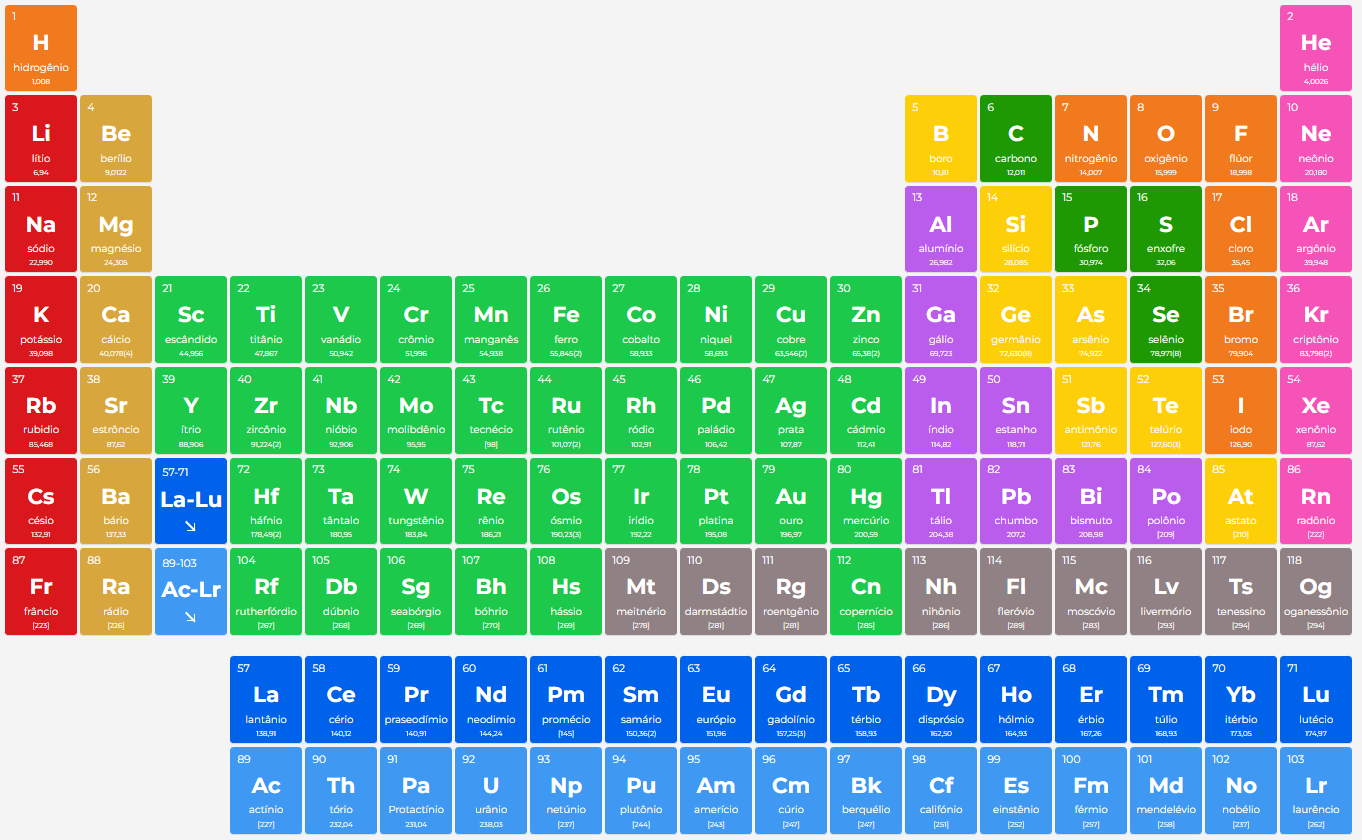 1 2
H He
hidrogênio hélio
1,008 4,0026
3 4 5 6 7 8 9 10
Li Be B C N O F Ne
lítio berílio boro carbono nitrogênio oxigênio flúor neônio
6,94 9,0122 10,81 12,011 14,007 15,999 18,998 20,180
11 12 13 14 15 16 17 18
Na Mg Al Si P S Cl Ar
sódio magnésio alumínio silício fósforo enxofre cloro argônio
22,990 24,305 26,982 28,085 30,974 32,06 35,45 39,948
19 20 21 22 23 24 25 26 27 28 29 30 31 32 33 34 35 36
K Ca Sc Ti V Cr Mn Fe Co Ni Cu Zn Ga Ge As Se Br Kr
potássio cálcio escândido titânio vanádio crômio manganês ferro cobalto niquel cobre zinco gálio germânio arsênio selênio bromo criptônio
39,098 40,078(4) 44,956 47,867 50,942 51,996 54,938 55,845(2) 58,933 58,693 63,546(2) 65,38(2) 69,723 72,630(8) 74,922 78,971(8) 79,904 83,798(2)
37 38 39 40 41 42 43 44 45 46 47 48 49 50 51 52 53 54
Rb Sr Y Zr Nb Mo Tc Ru Rh Pd Ag Cd In Sn Sb Te I Xe
rubidio estrôncio ítrio zircônio nióbio molibdênio tecnécio rutênio ródio paládio prata cádmio índio estanho antimônio telúrio Iodo xenônio
85,468 87,62 88,906 91,224(2) 92,906 95,95 [98] 101,07(2) 102,91 106,42 107,87 112,41 114,82 118,71 121,76 127,60(3) 126,90 87,62
55 56 57-71 72 73 74 75 76 77 78 79 80 81 82 83 84 85 86
Cs Ba La-Lu Hf Ta W Re Os Ir Pt Au Hg Tl Pb Bi Po At Rn
césio bário ↘ háfnio tântalo tungstênio rênio ósmio irídio platina ouro mercúrio tálio chumbo bismuto polônio astato radônio
132,91 137,33 178,49(2) 180,95 183,84 186,21 190,23(3) 192,22 195,08 196,97 200,59 204,38 207,2 208,98 [209] [210] [222]
87 88 89-103 104 105 106 107 108 109 110 111 112 113 114 115 116 117 118
Fr Ra Ac-Lr Rf Db Sg Bh Hs Mt Ds Rg Cn Nh Fl Mc Lv Ts Og
frâncio rádio ↘ rutherfórdio dúbnio seabórgio bóhrio hássio meitnério darmstádtio roentgênio copernício nihônio fleróvio moscóvio livermório tenessino oganessônio
[223] [226] [267] [268] [269] [270] [269] [278] [281] [281] [285] [286] [289] [283] [293] [294] [294]
57 58 59 60 61 62 63 64 65 66 67 68 69 70 71
La Ce Pr Nd Pm Sm Eu Gd Tb Dy Ho Er Tm Yb Lu
lantânio cério praseodímio neodimio promécio samário európio gadolínio térbio disprósio hólmio érbio túlio itérbio lutécio
138,91 140,12 140,91 144,24 [145] 150,36(2) 151,96 157,25(3) 158,93 162,50 164,93 167,26 168,93 173,05 174,97
89 90 91 92 93 94 95 96 97 98 99 100 101 102 103
Ac Th Pa U Np Pu Am Cm Bk Cf Es Fm Md No Lr
actínio tório Protactínio urânio netúnio plutônio amerício cúrio berquélio califónio einstênio férmio mendelévio nobélio laurêncio
[227] 232,04 231,04 238,03 [237] [244] [243] [247] [247] [251] [252] [257] [258] [237] [262]